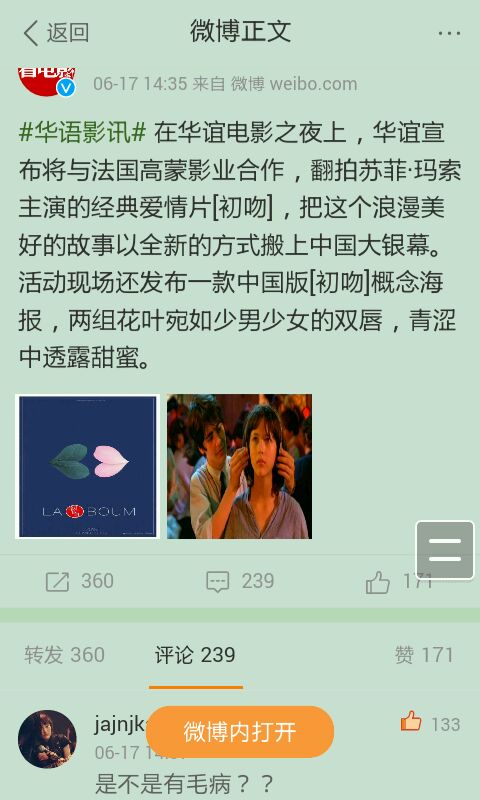 返回
微博正文
06-17 14:35 来自 微博 weibo.com
#华语影讯# 在华谊电影之夜上，华谊宣
布将与法国高蒙影业合作，翻拍苏菲·玛索
主演的经典爱情片[初吻]，把这个浪漫美
好的故事以全新的方式搬上中国大银幕。
活动现场还发布一款中国版[初吻]概念海
报，两组花叶宛如少男少女的双唇，青涩
中透露甜蜜。
LA BOUM
360
239
171
转发 360
评论 239
赞 171
jajnjk
133
微博内打开
06-17 14:
是不是有毛病？？